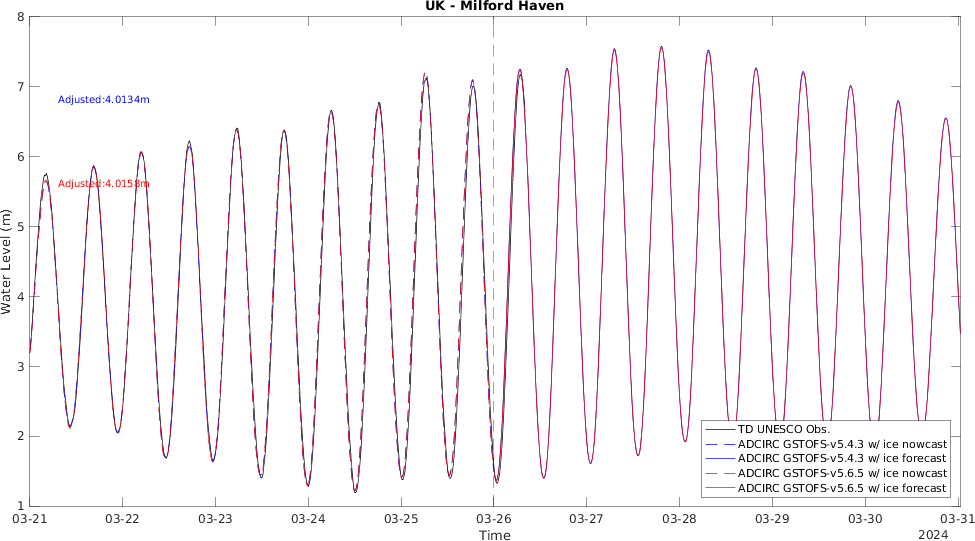 UK - Milford Haven
8
7
6
5
4
3
2
1
Water Level (m)
Adjusted:4.0134m
Adjusted:4.0158m
TD UNESCO Obs.
ADCIRC GSTOFS-v5.4.3 w/ ice nowcast
ADCIRC GSTOFS-v5.4.3 w/ ice forecast
ADCIRC GSTOFS-v5.6.5 w/ ice nowcast
ADCIRC GSTOFS-v5.6.5 w/ ice forecast
03-21 03-22 03-23 03-24 03-25 03-26 03-27 03-28 03-29 03-30 03-31
Time
2024